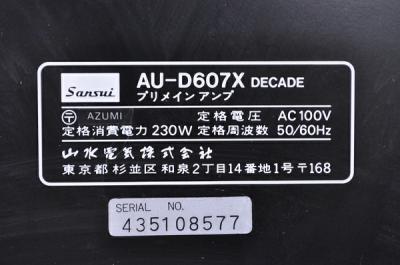 Sansui AU-D607X DECADE
プリメインアンプ
〒 AZUMI 定格電圧 AC100V
定格消費電力 230W 定格周波数 50/60Hz
山水電気株式会社
東京都杉並区和泉2丁目14番地1号〒168
SERIAL NO.
435108577